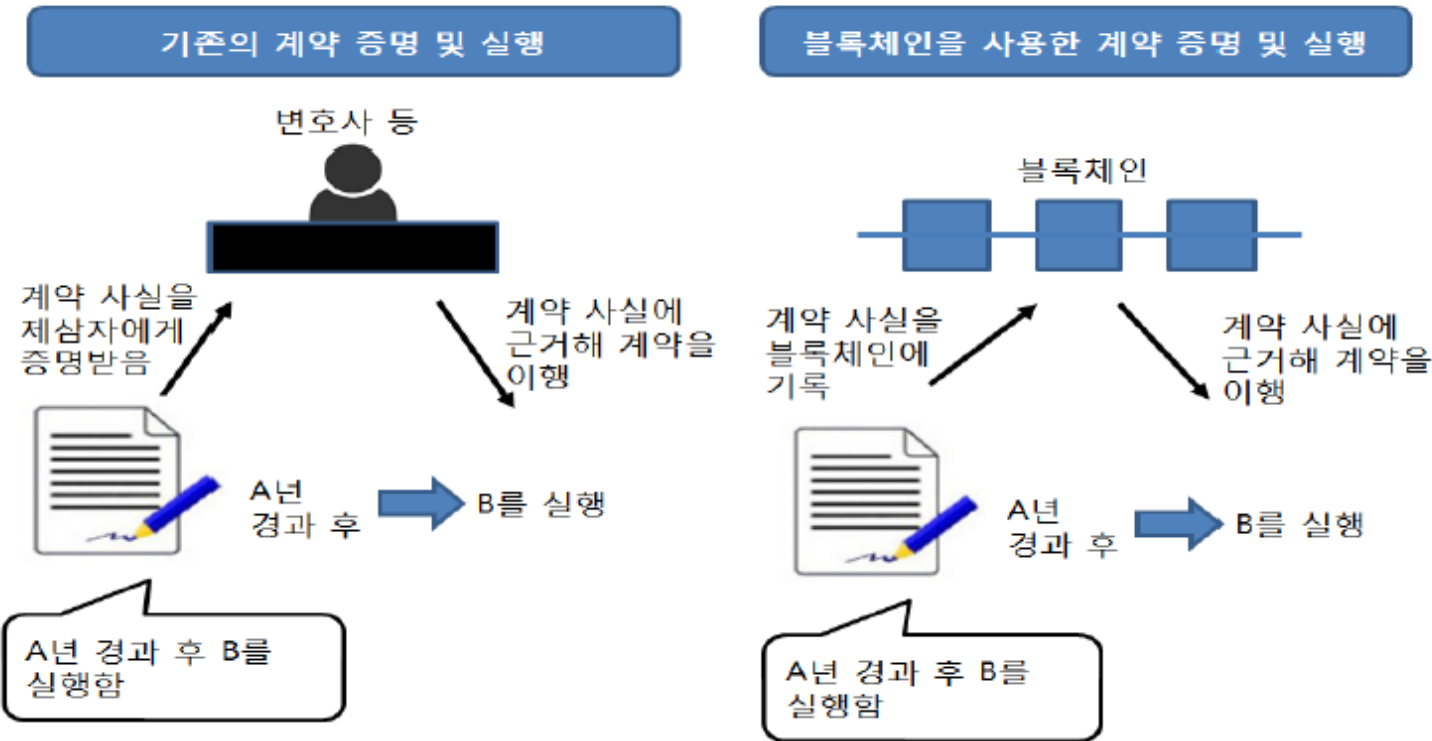 기존의 계약 증명 및 실행
변호사 등
계약 사실을
제삼자에게
증명받음
계약 사실에
근거해 계약을
이행
A년
경과 후
B를 실행
A년 경과 후 B를
실행함
블록체인을 사용한 계약 증명 및 실행
블록체인
계약 사실을
블록체인에
기록
계약 사실에
근거해 계약을
이행
A년
경과 후
B를 실행
A년 경과 후 B를
실행함